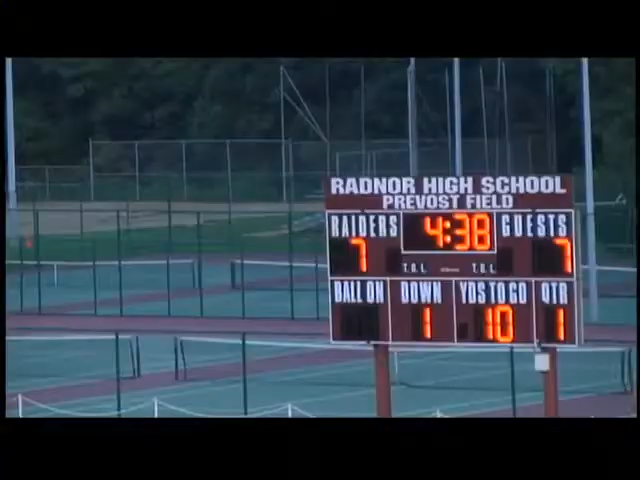 RADNOR HIGH SCHOOL
PREVOST FIELD
RAIDERS 4:38 GUESTS
7 7
T.O.L. T.O.L.
BALL ON DOWN YDS TO GO QTR
1 10 1